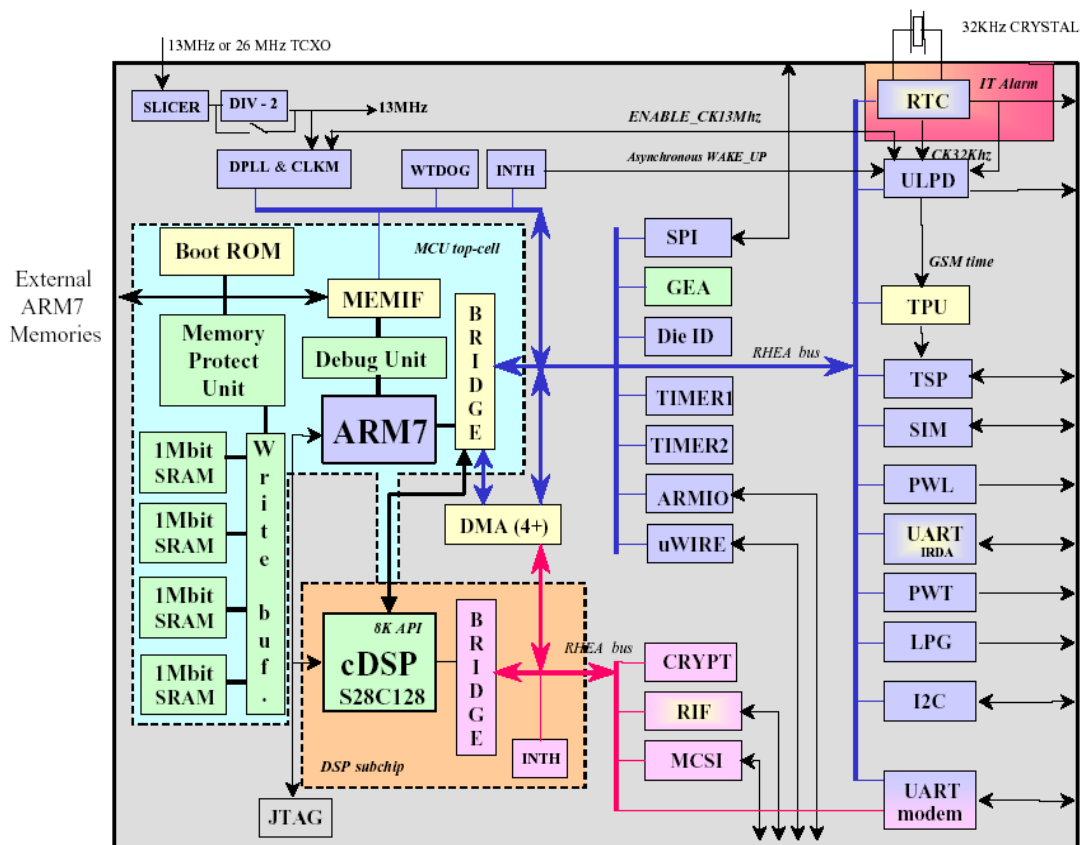 13MHz or 26 MHz TCXO
32KHz CRYSTAL
SLICER
DIV - 2
13MHz
RTC
IT Alarm
ENABLE_CK13Mhz
DPLL & CLKM
WTDOG
INTH
Asynchronous WAKE_UP
CK32Khz
ULPD
MCU top-cell
Boot ROM
SPI
GSM time
External
ARM7
Memories
MEMIF
GEA
TPU
B
R
I
D
G
E
Memory
Protect
Unit
Debug Unit
Die ID
RHEA bus
TSP
ARM7
TIMER1
SIM
1Mbit
SRAM
W
r
i
t
e
b
u
f
.
TIMER2
PWL
ARMIO
1Mbit
SRAM
DMA (4+)
uWIRE
UART
IRDA
1Mbit
SRAM
PWT
8K API
cDSP
S28C128
B
R
I
D
G
E
RHEA bus
LPG
1Mbit
SRAM
CRYPT
RIF
I2C
DSP subchip
INTH
MCSI
JTAG
UART
modem